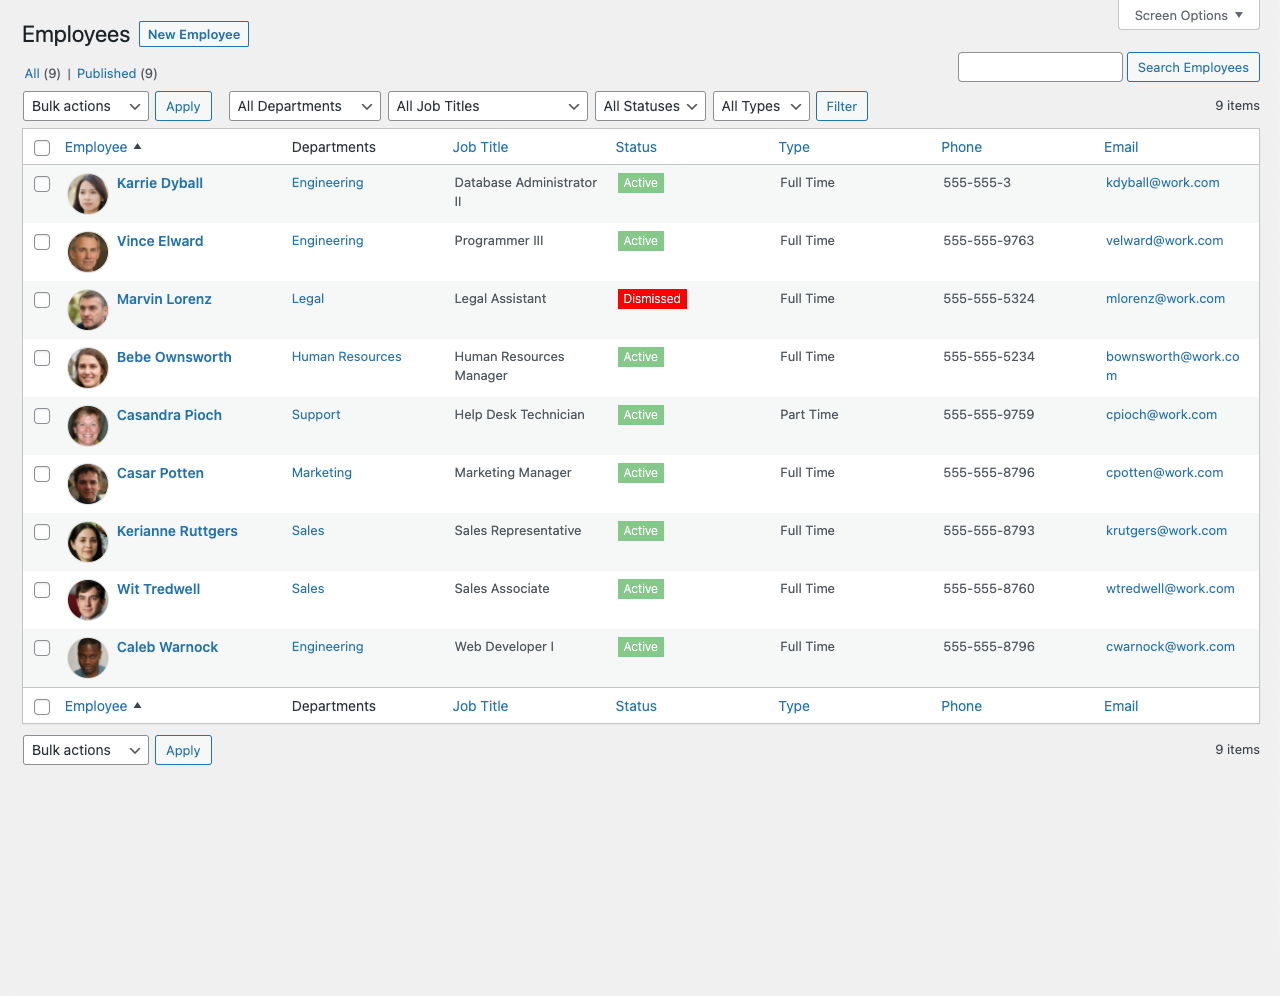 Screen Options
Employees New Employee
All (9) | Published (9)
Search Employees
Bulk actions Apply All Departments All Job Titles All Statuses All Types Filter 9 items
Employee Departments Job Title Status Type Phone Email
Karrie Dyball Engineering Database Administrator II Active Full Time 555-555-3 kdyball@work.com
Vince Elward Engineering Programmer III Active Full Time 555-555-9763 velward@work.com
Marvin Lorenz Legal Legal Assistant Dismissed Full Time 555-555-5324 mlorenz@work.com
Bebe Ownsworth Human Resources Human Resources Manager Active Full Time 555-555-5234 bownsworth@work.com
Casandra Pioch Support Help Desk Technician Active Part Time 555-555-9759 cpioch@work.com
Casar Potten Marketing Marketing Manager Active Full Time 555-555-8796 cpotten@work.com
Kerianne Ruttgers Sales Sales Representative Active Full Time 555-555-8793 krutgers@work.com
Wit Tredwell Sales Sales Associate Active Full Time 555-555-8760 wtredwell@work.com
Caleb Warnock Engineering Web Developer I Active Full Time 555-555-8796 cwarnock@work.com
Employee Departments Job Title Status Type Phone Email
Bulk actions Apply 9 items